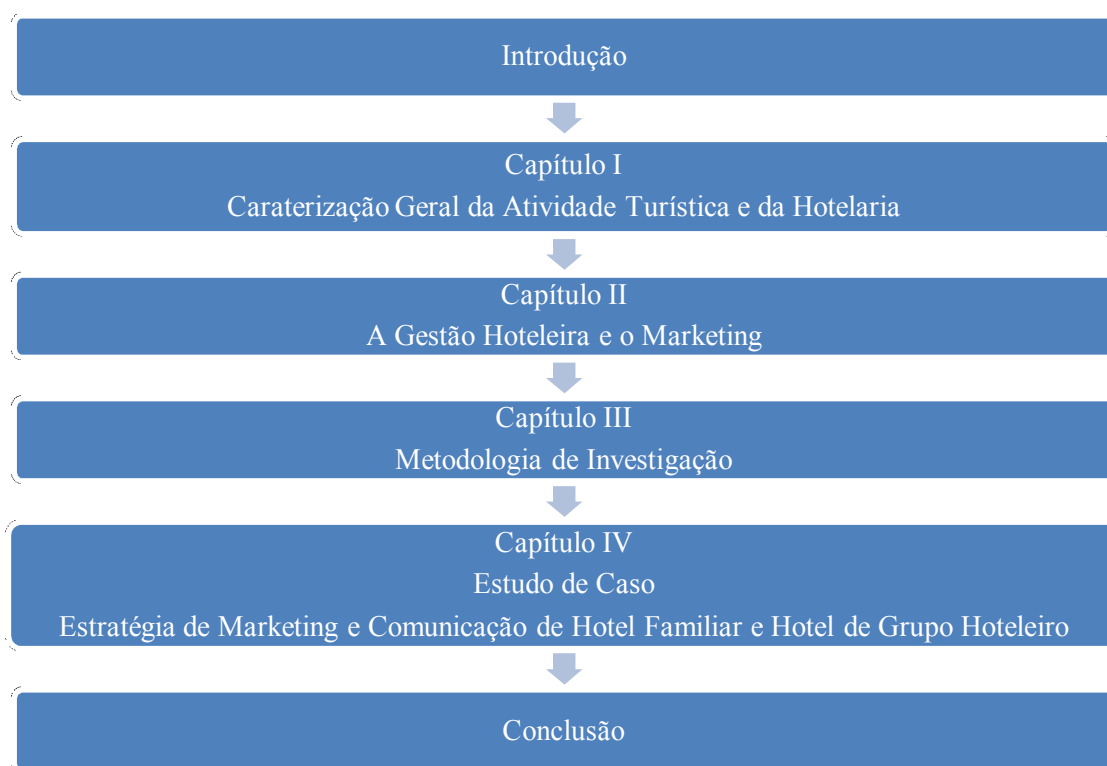 Introdução
Capítulo I
Caraterização Geral da Atividade Turística e da Hotelaria
Capítulo II
A Gestão Hoteleira e o Marketing
Capítulo III
Metodologia de Investigação
Capítulo IV
Estudo de Caso
Estratégia de Marketing e Comunicação de Hotel Familiar e Hotel de Grupo Hoteleiro
Conclusão